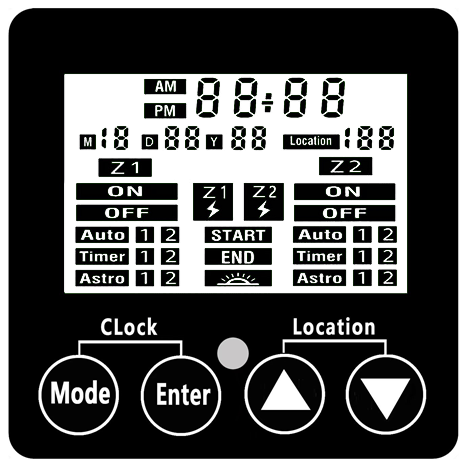 AM 88:88
PM
M 18 D 88 Y 88 Location 188
Z1 Z2
ON Z1 Z2 ON
OFF OFF
Auto 1 2 START Auto 1 2
Timer 1 2 END Timer 1 2
Astro 1 2 Astro 1 2
CLock Location
Mode Enter